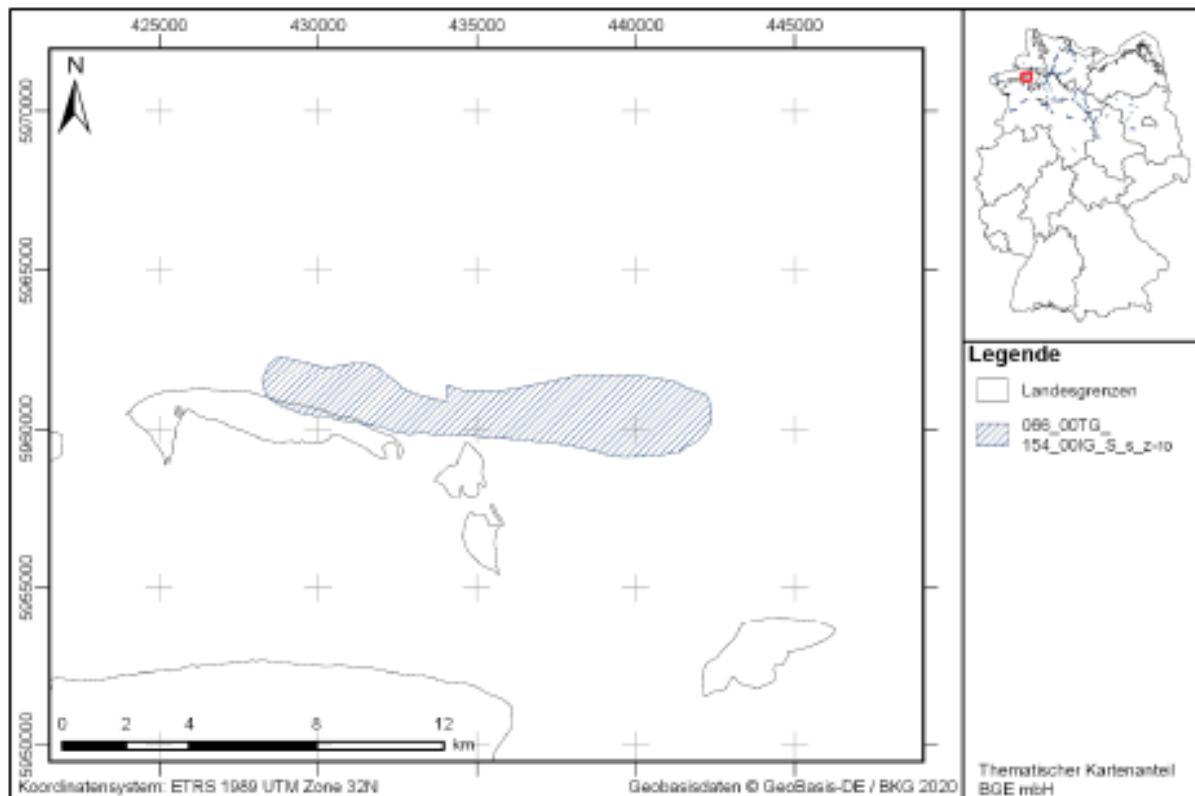 425000 430000 435000 440000 445000
N
5970000
5965000
5960000
5955000
5950000
0 2 4 8 12
km
Koordinatensystem: ETRS 1989 UTM Zone 32N
Geobasisdaten © GeoBasis-DE / BKG 2020
Legende
Landesgrenzen
066_00TG_
154_00IG_S_s_z-ro
Thematischer Kartenanteil
BGE mbH